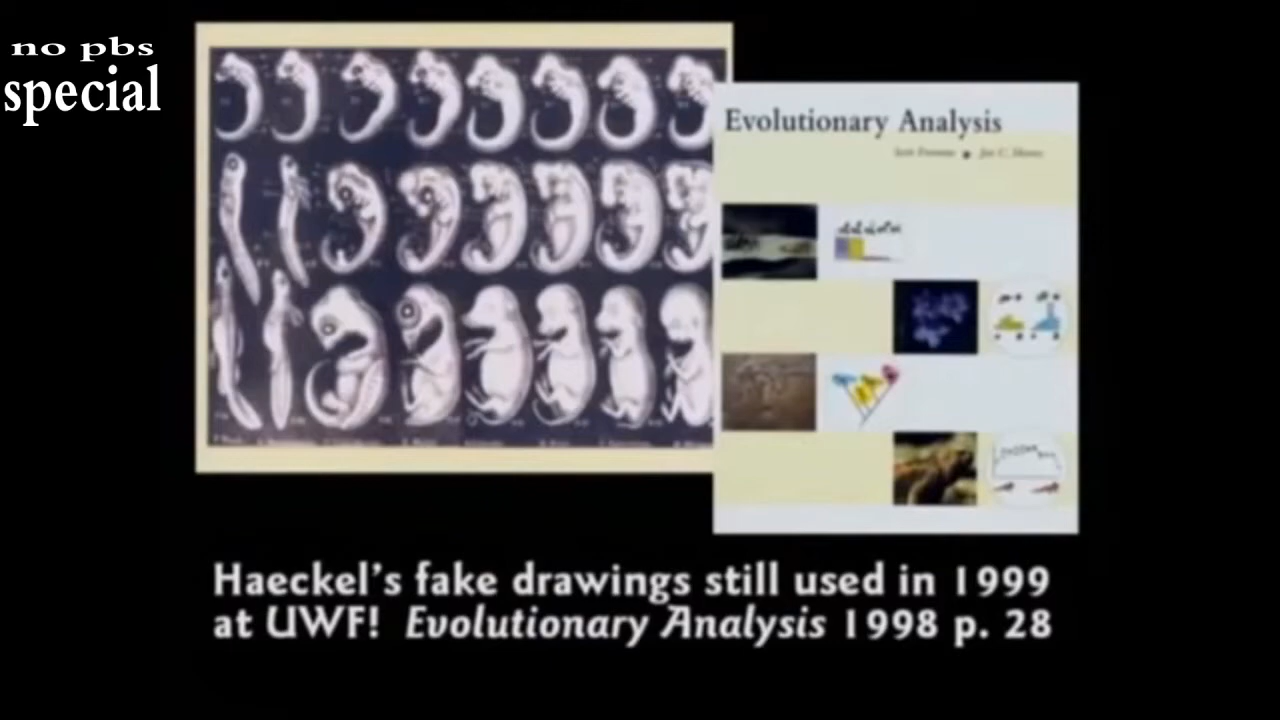 no pbs
special
Evolutionary Analysis
Haeckel's fake drawings still used in 1999
at UWF! Evolutionary Analysis 1998 p. 28